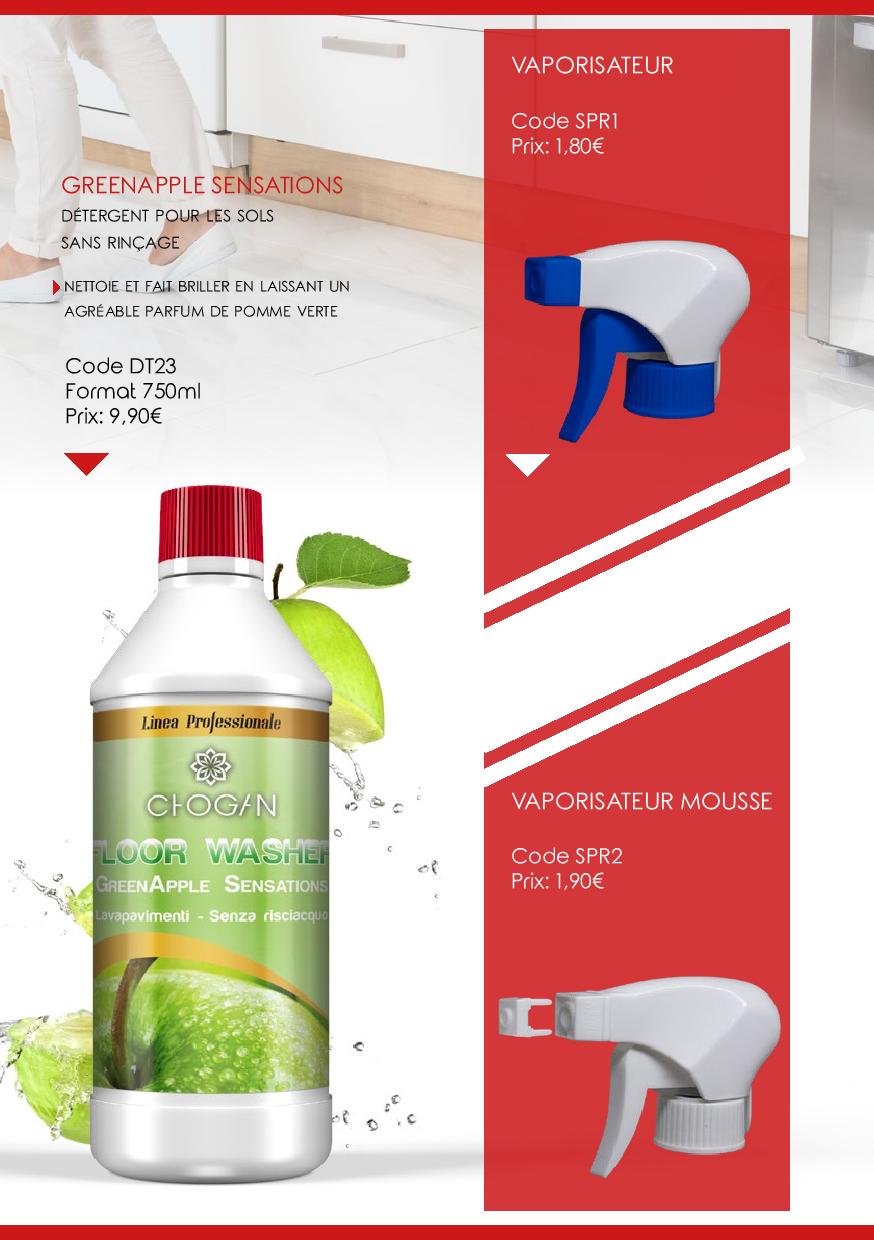 GREENAPPLE SENSATIONS
DÉTERGENT POUR LES SOLS
SANS RINÇAGE
NETTOIE ET FAIT BRILLER EN LAISSANT UN
AGRÉABLE PARFUM DE POMME VERTE
Code DT23
Format 750ml
Prix: 9,90€
Linea Professionale
CHOGAN
FLOOR WASHER
GREENAPPLE SENSATIONS
Lavapavimenti - Senza risciacquo
VAPORISATEUR
Code SPR1
Prix: 1,80€
VAPORISATEUR MOUSSE
Code SPR2
Prix: 1,90€